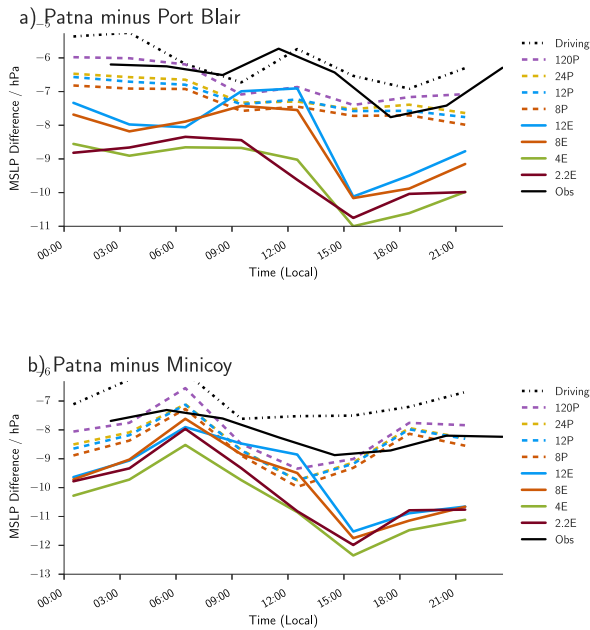 a) Patna minus Port Blair
−5
−6
−7
−8
−9
−10
−11
MSLP Difference / hPa
00:00
03:00
06:00
09:00
12:00
15:00
18:00
21:00
Time (Local)
Driving
120P
24P
12P
8P
12E
8E
4E
2.2E
Obs
b) Patna minus Minicoy
−6
−7
−8
−9
−10
−11
−12
−13
MSLP Difference / hPa
00:00
03:00
06:00
09:00
12:00
15:00
18:00
21:00
Time (Local)
Driving
120P
24P
12P
8P
12E
8E
4E
2.2E
Obs